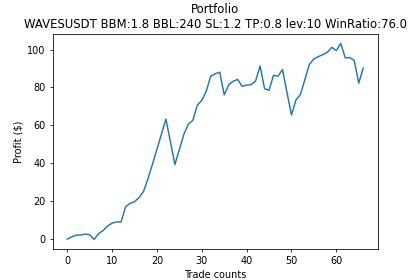 Portfolio
WAVESUSDT BBM:1.8 BBL:240 SL:1.2 TP:0.8 lev:10 WinRatio:76.0
100
80
60
40
20
0
Profit ($)
0 10 20 30 40 50 60
Trade counts